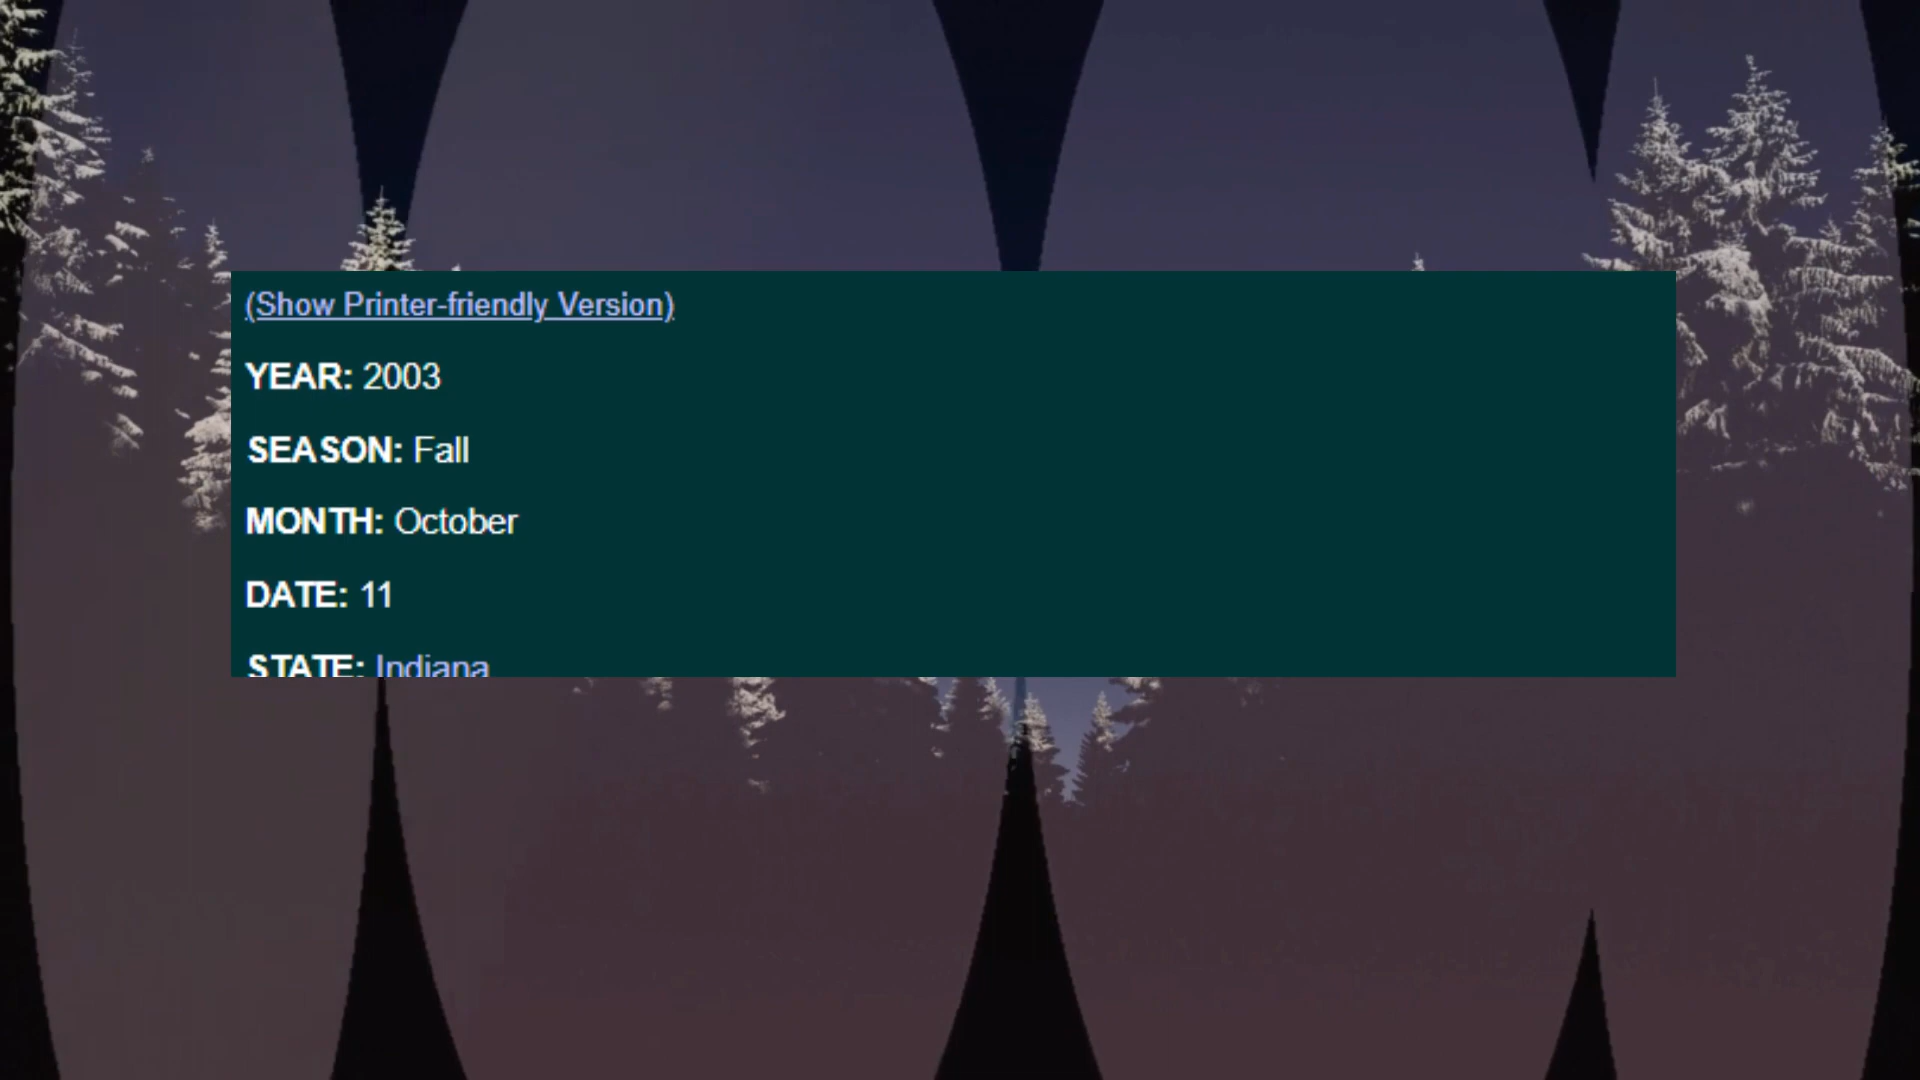 (Show Printer-friendly Version)
YEAR: 2003
SEASON: Fall
MONTH: October
DATE: 11
STATE: Indiana